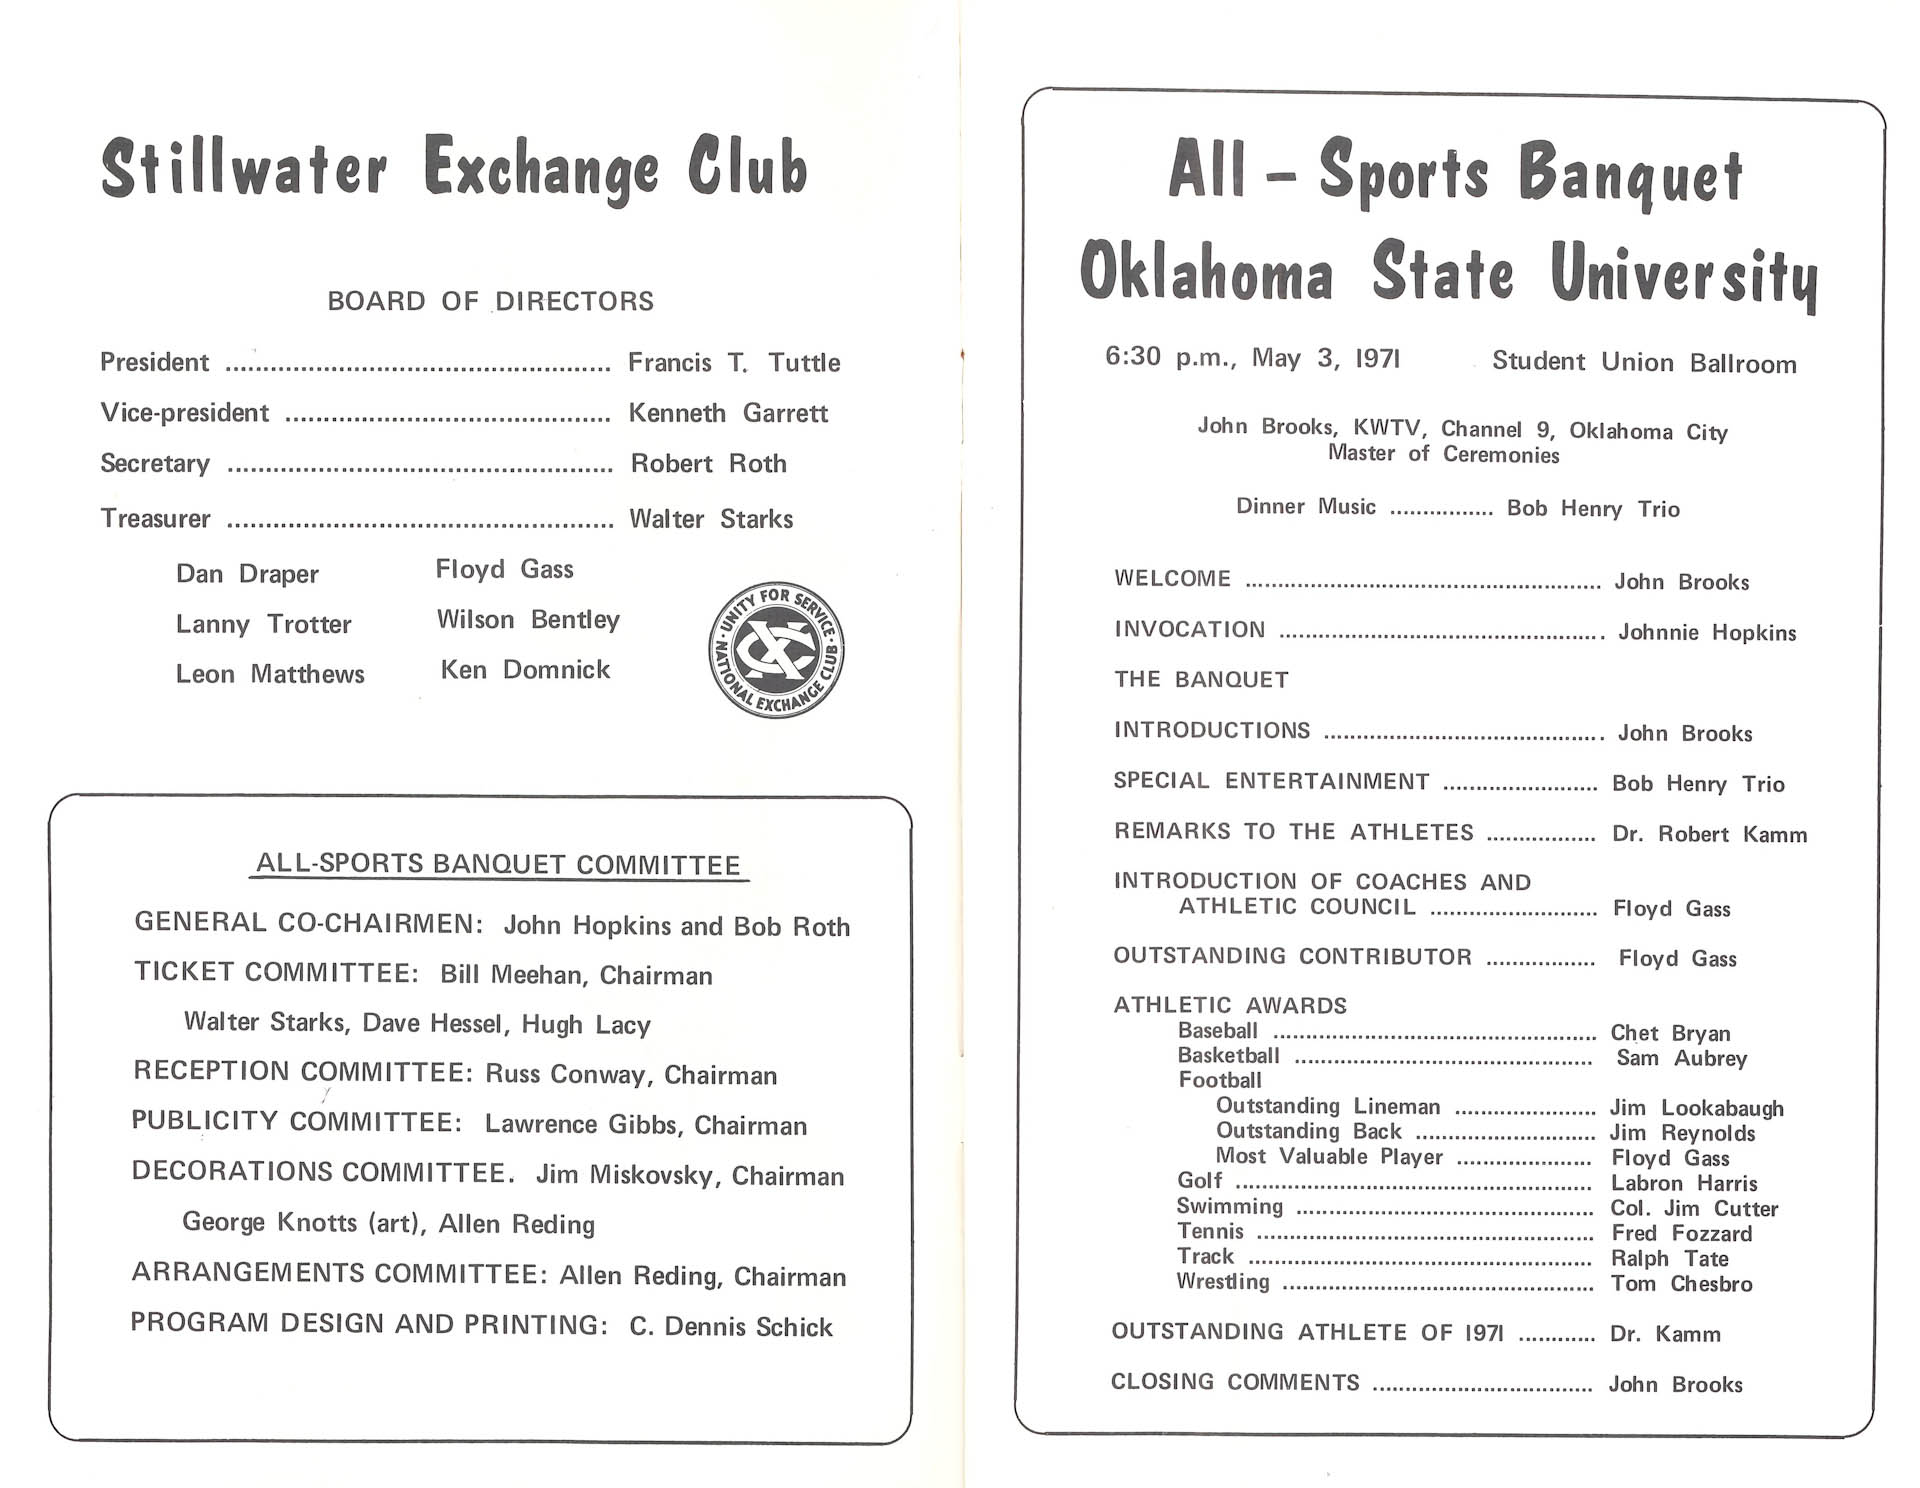 Stillwater Exchange Club
BOARD OF DIRECTORS
President ................................................. Francis T. Tuttle
Vice-president ......................................... Kenneth Garrett
Secretary ................................................. Robert Roth
Treasurer ................................................. Walter Starks
Dan Draper Floyd Gass
Lanny Trotter Wilson Bentley
Leon Matthews Ken Domnick
· UNITY FOR SERVICE ·
NATIONAL EXCHANGE CLUB
ALL-SPORTS BANQUET COMMITTEE
GENERAL CO-CHAIRMEN: John Hopkins and Bob Roth
TICKET COMMITTEE: Bill Meehan, Chairman
Walter Starks, Dave Hessel, Hugh Lacy
RECEPTION COMMITTEE: Russ Conway, Chairman
PUBLICITY COMMITTEE: Lawrence Gibbs, Chairman
DECORATIONS COMMITTEE. Jim Miskovsky, Chairman
George Knotts (art), Allen Reding
ARRANGEMENTS COMMITTEE: Allen Reding, Chairman
PROGRAM DESIGN AND PRINTING: C. Dennis Schick
All – Sports Banquet
Oklahoma State University
6:30 p.m., May 3, 1971 Student Union Ballroom
John Brooks, KWTV, Channel 9, Oklahoma City
Master of Ceremonies
Dinner Music ................ Bob Henry Trio
WELCOME ...................................................... John Brooks
INVOCATION .................................................. Johnnie Hopkins
THE BANQUET
INTRODUCTIONS ........................................... John Brooks
SPECIAL ENTERTAINMENT ........................ Bob Henry Trio
REMARKS TO THE ATHLETES ................. Dr. Robert Kamm
INTRODUCTION OF COACHES AND
ATHLETIC COUNCIL .......................... Floyd Gass
OUTSTANDING CONTRIBUTOR ................. Floyd Gass
ATHLETIC AWARDS
Baseball .................................................. Chet Bryan
Basketball .............................................. Sam Aubrey
Football
Outstanding Lineman ...................... Jim Lookabaugh
Outstanding Back ............................ Jim Reynolds
Most Valuable Player ..................... Floyd Gass
Golf ....................................................... Labron Harris
Swimming .............................................. Col. Jim Cutter
Tennis .................................................... Fred Fozzard
Track ..................................................... Ralph Tate
Wrestling ................................................ Tom Chesbro
OUTSTANDING ATHLETE OF 1971 ............ Dr. Kamm
CLOSING COMMENTS .................................. John Brooks